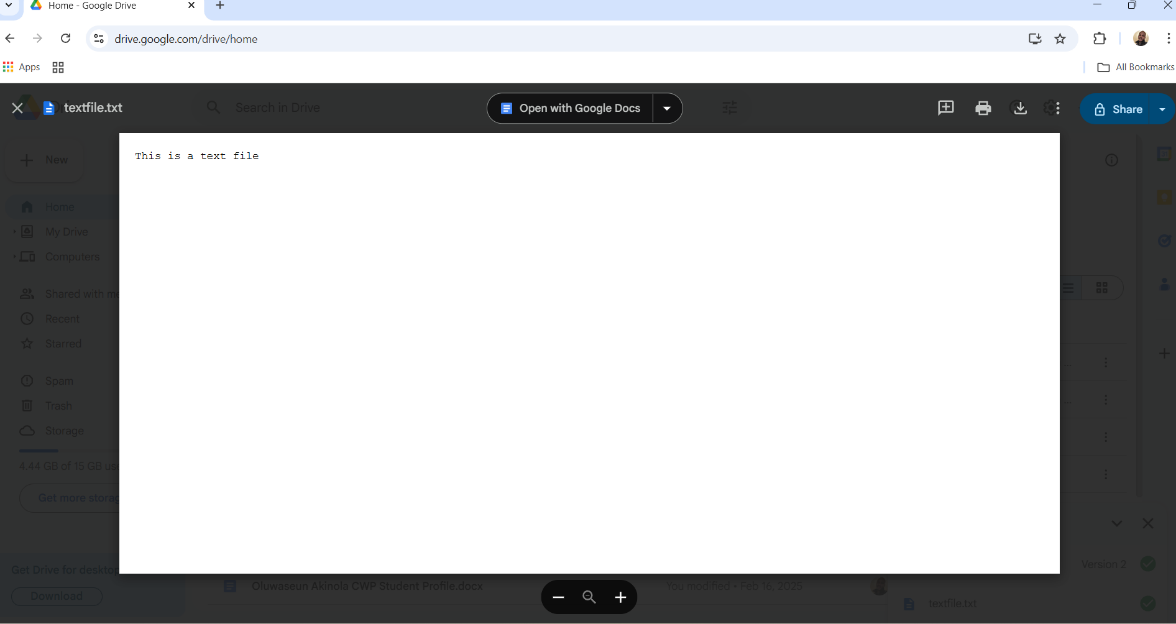 Home - Google Drive
drive.google.com/drive/home
Apps
All Bookmarks
textfile.txt
Search in Drive
Open with Google Docs
Share
This is a text file
New
Home
My Drive
Computers
Shared with me
Recent
Starred
Spam
Trash
Storage
4.44 GB of 15 GB us
Get more storag
Get Drive for desktop
Download
Oluwaseun Akinola CWP Student Profile.docx
You modified - Feb 16, 2025
Version 2
textfile.txt